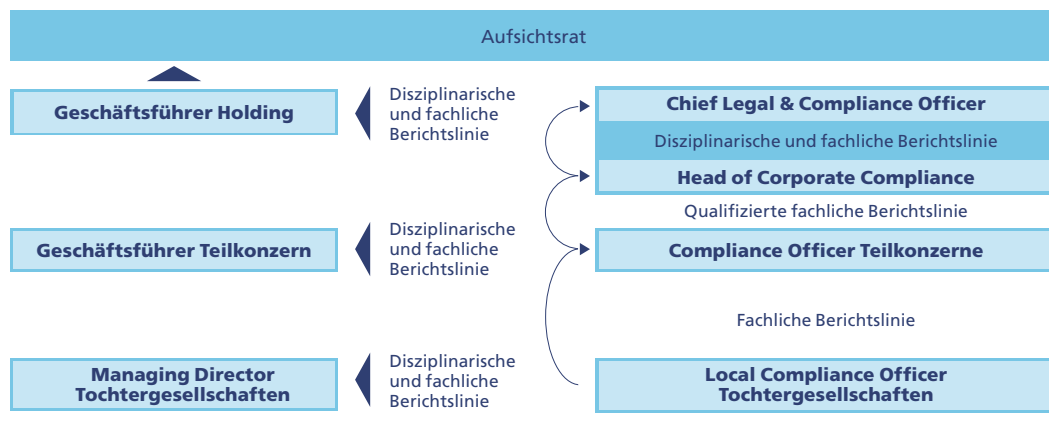 Aufsichtsrat
Geschäftsführer Holding
Disziplinarische
und fachliche
Berichtslinie
Chief Legal & Compliance Officer
Disziplinarische und fachliche Berichtslinie
Head of Corporate Compliance
Qualifizierte fachliche Berichtslinie
Geschäftsführer Teilkonzern
Disziplinarische
und fachliche
Berichtslinie
Compliance Officer Teilkonzerne
Fachliche Berichtslinie
Managing Director
Tochtergesellschaften
Disziplinarische
und fachliche
Berichtslinie
Local Compliance Officer
Tochtergesellschaften